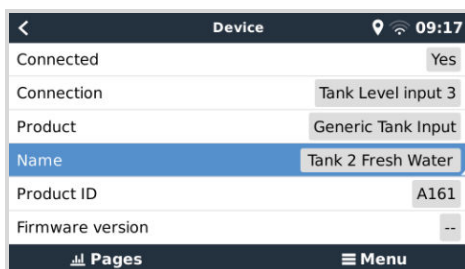 Device 09:17
Connected Yes
Connection Tank Level input 3
Product Generic Tank Input
Name Tank 2 Fresh Water
Product ID A161
Firmware version --
Pages Menu